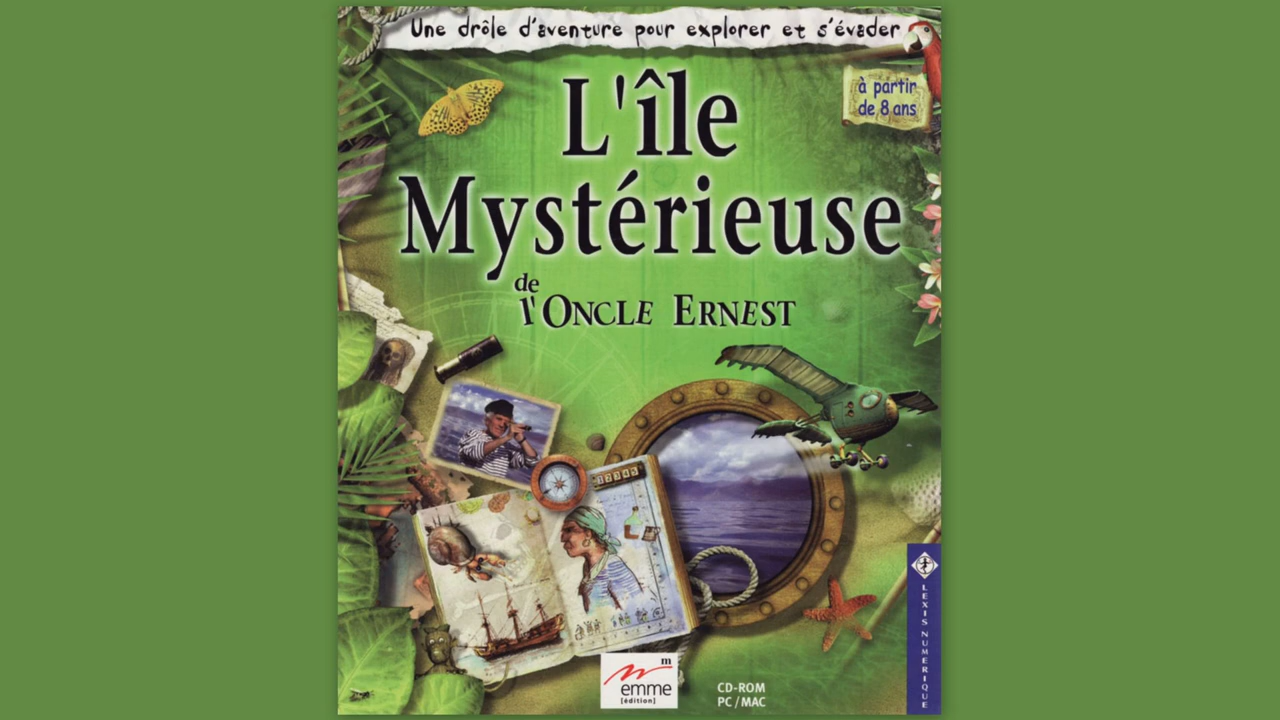 Une drôle d'aventure pour explorer et s'évader
à partir
de 8 ans
L'île
Mystérieuse
de
l'ONCLE ERNEST
12345
m
emme
[édition]
CD-ROM
PC / MAC
LEXIS NUMERIQUE